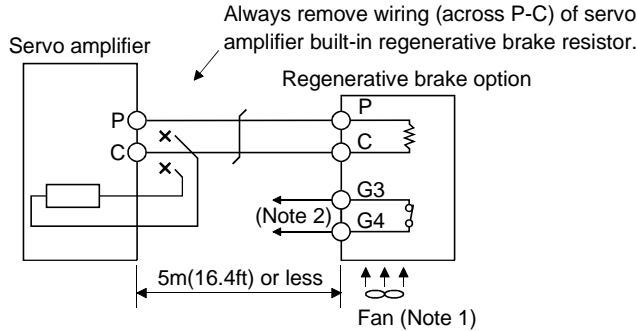 Always remove wiring (across P-C) of servo
amplifier built-in regenerative brake resistor.
Servo amplifier
Regenerative brake option
P
P
C
C
G3
(Note 2)
G4
5m(16.4ft) or less
Fan (Note 1)